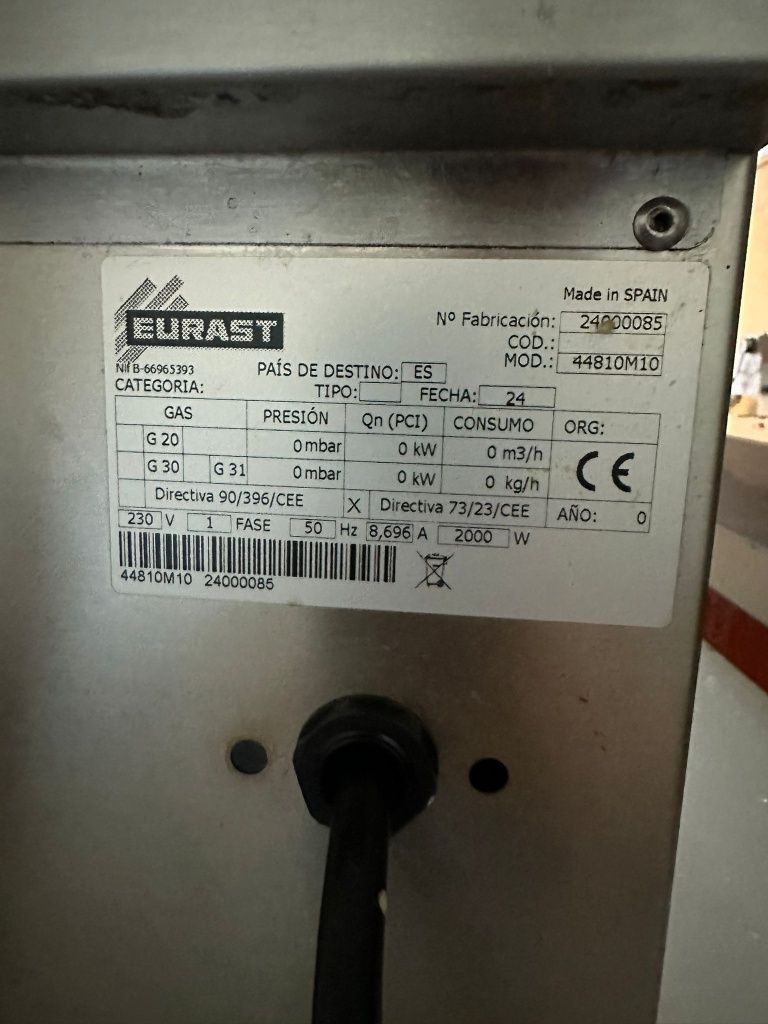 Made in SPAIN
EURAST
Nº Fabricación: 24000085
COD.:
Nif B-66965393 PAÍS DE DESTINO: ES MOD.: 44810M10
CATEGORIA: TIPO: FECHA: 24
GAS PRESIÓN Qn (PCI) CONSUMO ORG:
G 20 0 mbar 0 kW 0 m3/h
G 30 G 31 0 mbar 0 kW 0 kg/h CE
Directiva 90/396/CEE X Directiva 73/23/CEE AÑO: 0
230 V 1 FASE 50 Hz 8,696 A 2000 W
44810M10 24000085